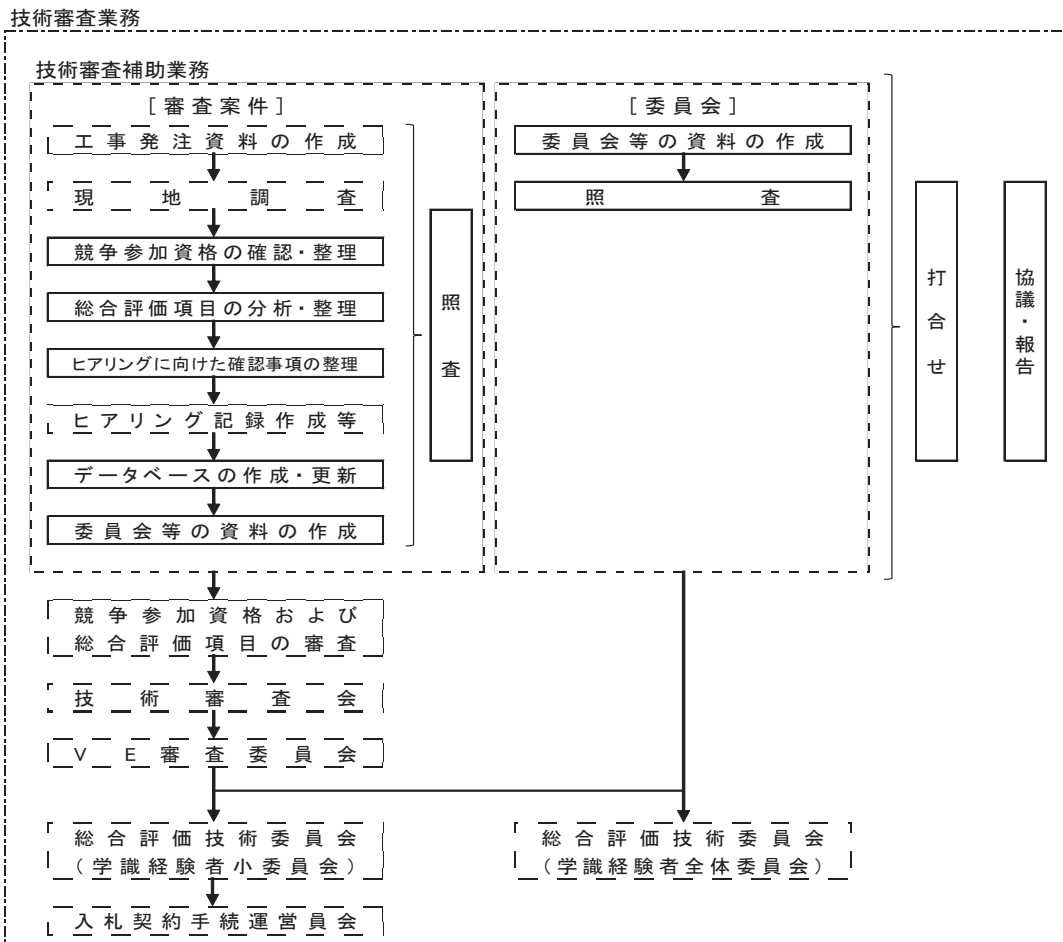 技術審査業務
技術審査補助業務
[審査案件]
工事発注資料の作成
現地調査
競争参加資格の確認・整理
総合評価項目の分析・整理
ヒアリングに向けた確認事項の整理
ヒアリング記録作成等
データベースの作成・更新
委員会等の資料の作成
照査
[委員会]
委員会等の資料の作成
照査
打合せ
協議・報告
競争参加資格および
総合評価項目の審査
技術審査会
VE審査委員会
総合評価技術委員会
(学識経験者小委員会)
総合評価技術委員会
(学識経験者全体委員会)
入札契約手続運営員会